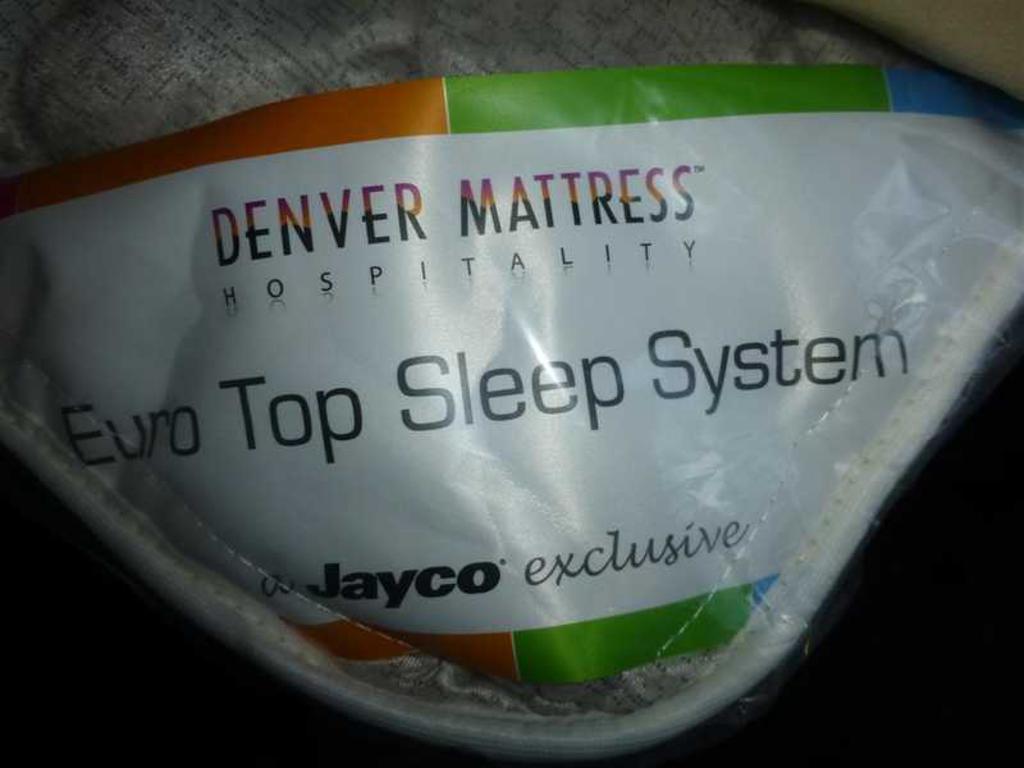 DENVER MATTRESS™
HOSPITALITY
Euro Top Sleep System
a Jayco® exclusive